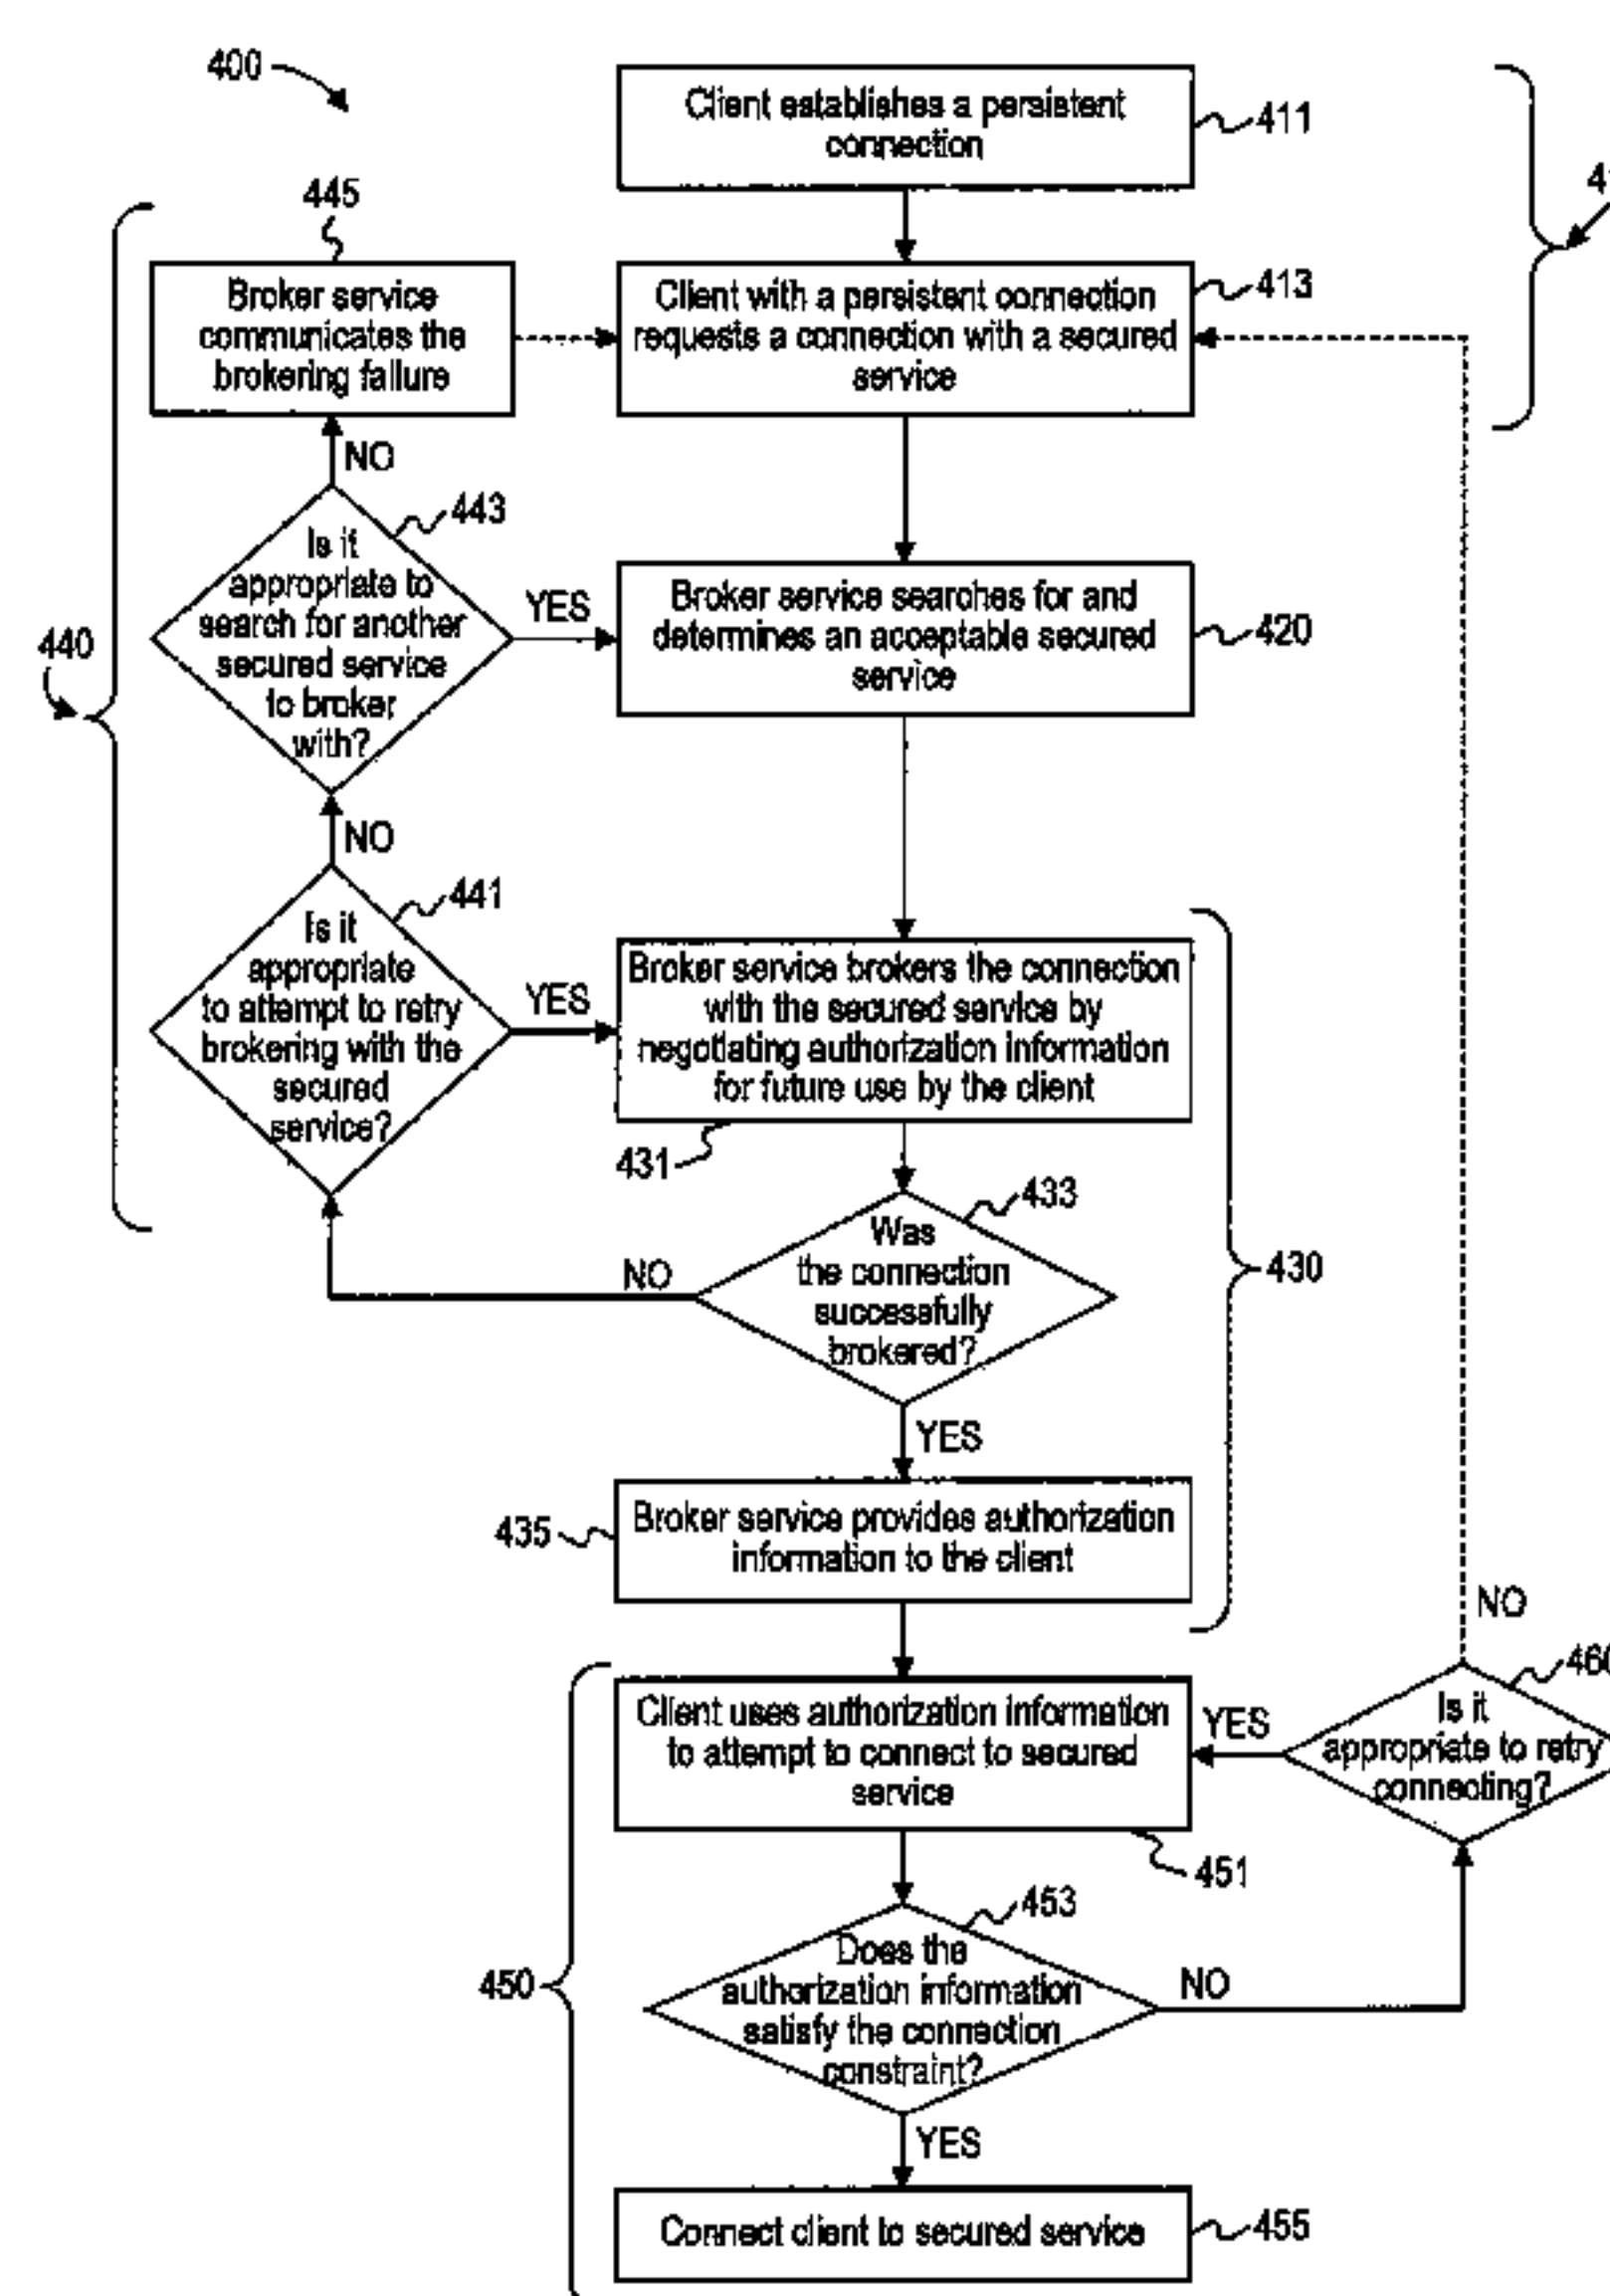 400
Client establishes a persistent
connection
411
445
Broker service
communicates the
brokering failure
Client with a persistent connection
requests a connection with a secured
service
413
NO
443
Is it
appropriate to
search for another
secured service
to broker
with?
YES
Broker service searches for and
determines an acceptable secured
service
420
440
NO
441
Is it
appropriate
to attempt to retry
brokering with the
secured
service?
YES
Broker service brokers the connection
with the secured service by
negotiating authorization information
for future use by the client
431
433
Was
the connection
successfully
brokered?
NO
430
YES
435
Broker service provides authorization
information to the client
NO
460
Client uses authorization information
to attempt to connect to secured
service
YES
Is it
appropriate to retry
connecting?
451
453
Does the
authorization information
satisfy the connection
constraint?
NO
450
YES
Connect client to secured service
455